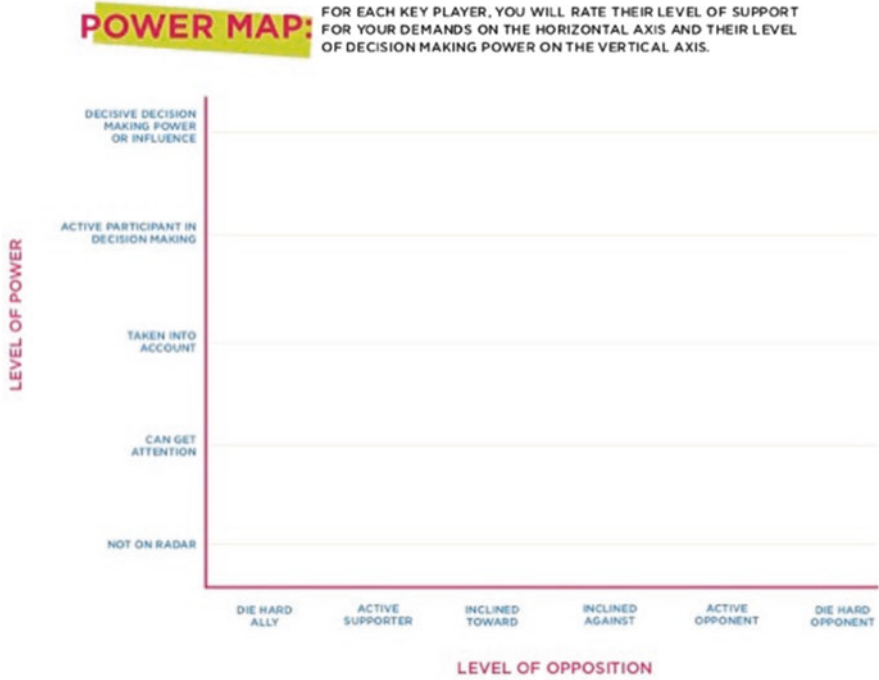 POWER MAP:
FOR EACH KEY PLAYER, YOU WILL RATE THEIR LEVEL OF SUPPORT
FOR YOUR DEMANDS ON THE HORIZONTAL AXIS AND THEIR LEVEL
OF DECISION MAKING POWER ON THE VERTICAL AXIS.
LEVEL OF POWER
DECISIVE DECISION
MAKING POWER
OR INFLUENCE
ACTIVE PARTICIPANT IN
DECISION MAKING
TAKEN INTO
ACCOUNT
CAN GET
ATTENTION
NOT ON RADAR
DIE HARD
ALLY
ACTIVE
SUPPORTER
INCLINED
TOWARD
INCLINED
AGAINST
ACTIVE
OPPONENT
DIE HARD
OPPONENT
LEVEL OF OPPOSITION